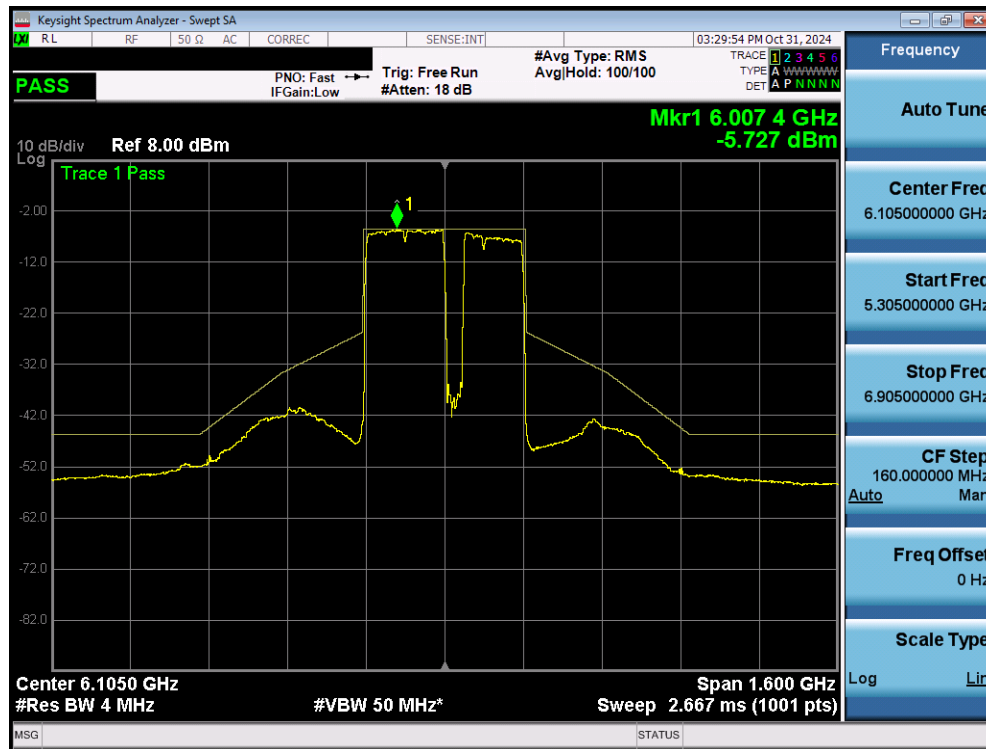 Keysight Spectrum Analyzer - Swept SA
LXI RL RF 50 Ω AC CORREC SENSE:INT 03:29:54 PM Oct 31, 2024
PASS
PNO: Fast
IFGain:Low
Trig: Free Run
#Atten: 18 dB
#Avg Type: RMS
Avg|Hold: 100/100
TRACE 1 2 3 4 5 6
TYPE A WWWWW
DET A P N N N N
Mkr1 6.007 4 GHz
-5.727 dBm
10 dB/div Ref 8.00 dBm
Log
Trace 1 Pass
1
-2.00
-12.0
-22.0
-32.0
-42.0
-52.0
-62.0
-72.0
-82.0
Center 6.1050 GHz Span 1.600 GHz
#Res BW 4 MHz #VBW 50 MHz* Sweep 2.667 ms (1001 pts)
MSG STATUS
Frequency
Auto Tune
Center Freq
6.105000000 GHz
Start Freq
5.305000000 GHz
Stop Freq
6.905000000 GHz
CF Step
160.000000 MHz
Auto Man
Freq Offset
0 Hz
Scale Type
Log Lin